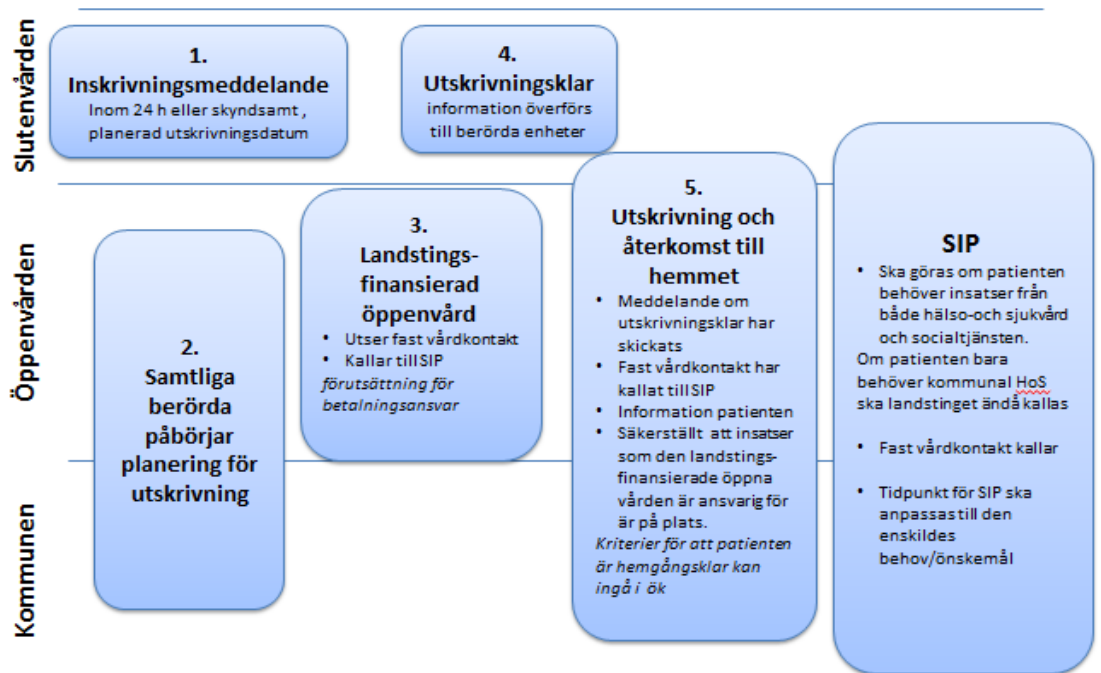 Slutenvården
1.
Inskrivningsmeddelande
Inom 24 h eller skyndsamt ,
planerad utskrivningsdatum
4.
Utskrivningsklar
information överförs
till berörda enheter
Öppenvården
Kommunen
2.
Samtliga
berörda
påbörjar
planering för
utskrivning
3.
Landstings-
finansierad
öppenvård
• Utser fast vårdkontakt
• Kallar till SIP
förutsättning för
betalningsansvar
5.
Utskrivning och
återkomst till
hemmet
• Meddelande om
utskrivningsklar har
skickats
• Fast vårdkontakt har
kallat till SIP
• Information patienten
• Säkerställt att insatser
som den landstings-
finansierade öppna
vården är ansvarig för
är på plats.
Kriterier för att patienten
är hemgångsklar kan
ingå i ök
SIP
• Ska göras om patienten
behöver insatser från
både hälso-och sjukvård
och socialtjänsten.
Om patienten bara
behöver kommunal HoS
ska landstinget ändå kallas
• Fast vårdkontakt kallar
• Tidpunkt för SIP ska
anpassas till den
enskildes
behov/önskemål